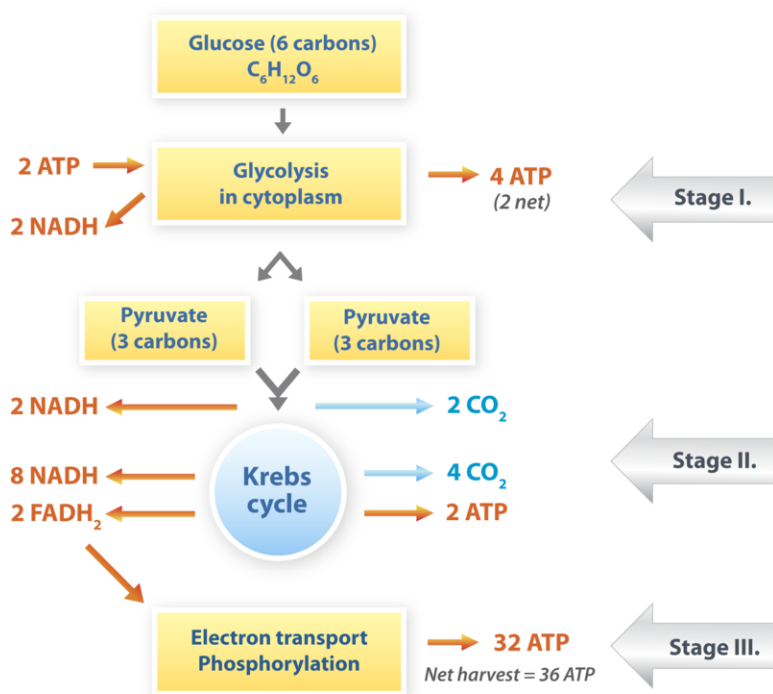 Glucose (6 carbons)
C₆H₁₂O₆
2 ATP
Glycolysis
in cytoplasm
4 ATP
(2 net)
Stage I.
2 NADH
Pyruvate
(3 carbons)
Pyruvate
(3 carbons)
2 NADH
2 CO₂
8 NADH
Krebs
cycle
4 CO₂
Stage II.
2 FADH₂
2 ATP
Electron transport
Phosphorylation
32 ATP
Net harvest = 36 ATP
Stage III.